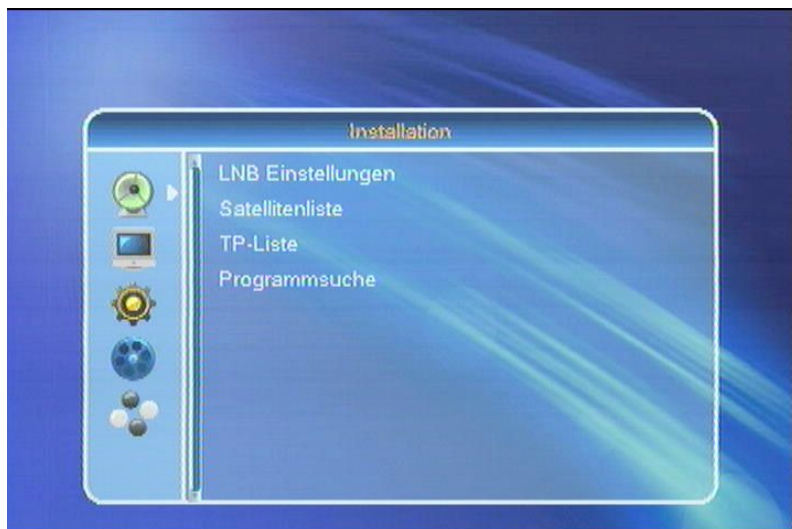 Installation
LNB Einstellungen
Satellitenliste
TP-Liste
Programmsuche